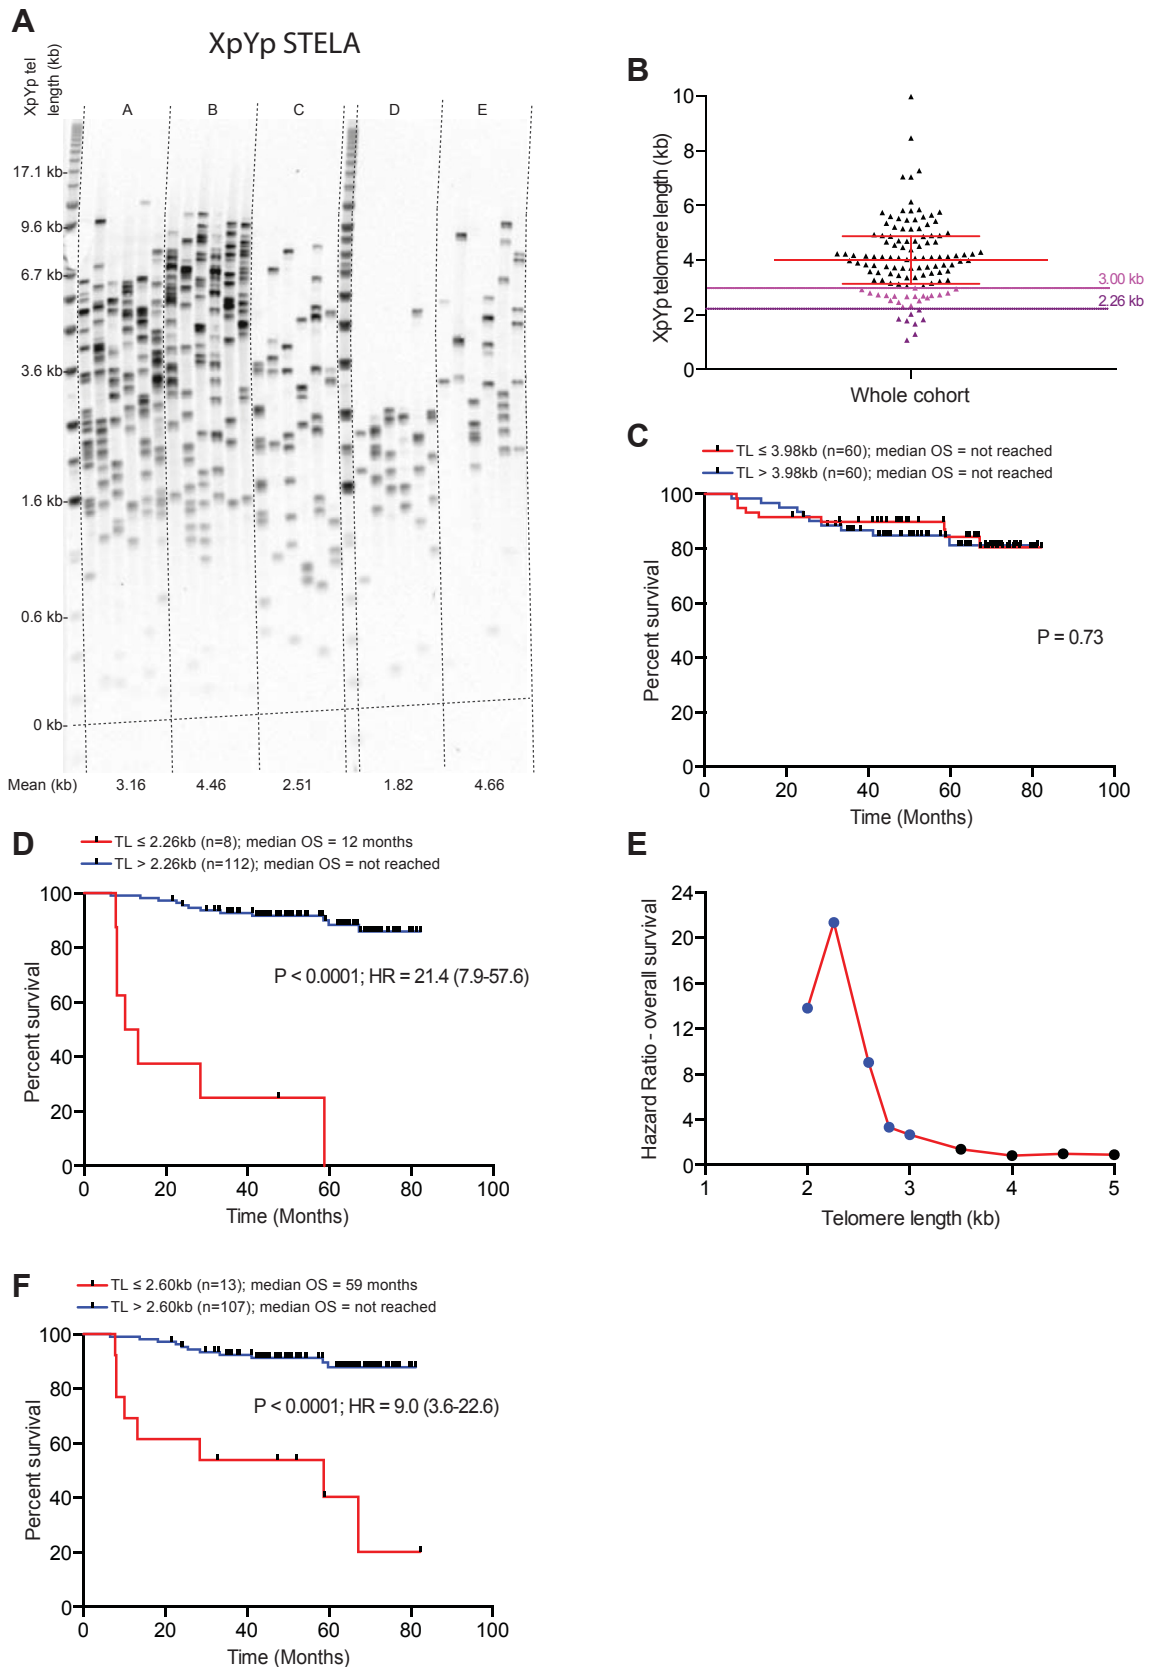 A
XpYp STELA
XpYp tel
length (kb)
A B C D E
17.1 kb-
9.6 kb-
6.7 kb-
3.6 kb-
1.6 kb-
0.6 kb-
0 kb-
Mean (kb) 3.16 4.46 2.51 1.82 4.66
B
XpYp telomere length (kb)
10
8
6
4
2
0
3.00 kb
2.26 kb
Whole cohort
C
TL ≤ 3.98kb (n=60); median OS = not reached
TL > 3.98kb (n=60); median OS = not reached
Percent survival
100
80
60
40
20
0
P = 0.73
0 20 40 60 80 100
Time (Months)
D
TL ≤ 2.26kb (n=8); median OS = 12 months
TL > 2.26kb (n=112); median OS = not reached
Percent survival
100
80
60
40
20
0
P < 0.0001; HR = 21.4 (7.9-57.6)
0 20 40 60 80 100
Time (Months)
E
Hazard Ratio - overall survival
24
20
16
12
8
4
0
1 2 3 4 5
Telomere length (kb)
F
TL ≤ 2.60kb (n=13); median OS = 59 months
TL > 2.60kb (n=107); median OS = not reached
Percent survival
100
80
60
40
20
0
P < 0.0001; HR = 9.0 (3.6-22.6)
0 20 40 60 80 100
Time (Months)